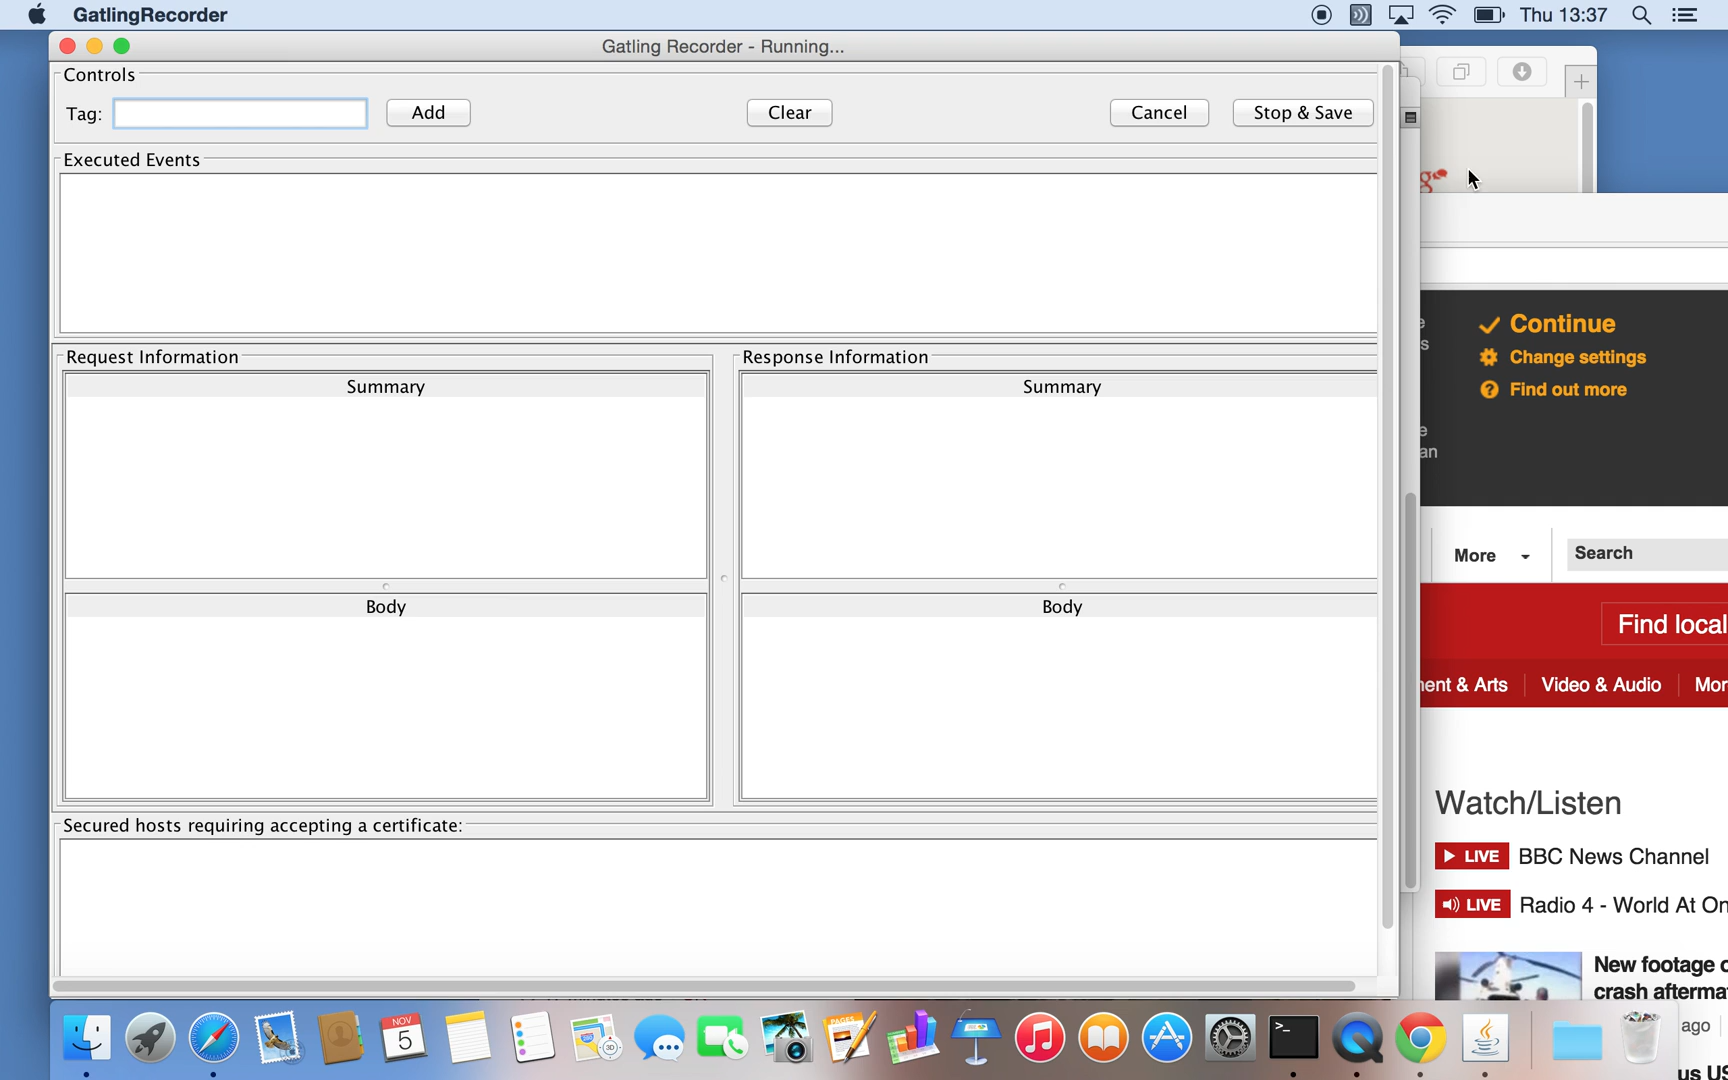 GatlingRecorder
Thu 13:37
Gatling Recorder - Running...
Controls
Tag:
Add
Clear
Cancel
Stop & Save
Executed Events
Request Information
Response Information
Summary
Summary
Body
Body
Secured hosts requiring accepting a certificate:
Continue
Change settings
Find out more
More
Search
Find local
ent & Arts
Video & Audio
Mor
Watch/Listen
LIVE BBC News Channel
LIVE Radio 4 - World At On
New footage
crash afterma
ago
us US
NOV
5
PAGES
3D
>_